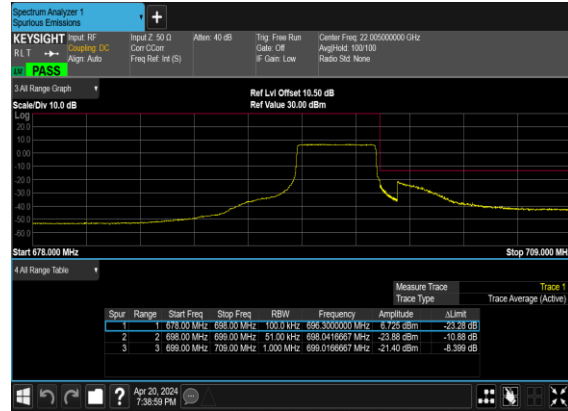 Spectrum Analyzer 1
Spurious Emissions
KEYSIGHT Input: RF Input Z: 50 Ω Atten: 40 dB Trig: Free Run Center Freq: 22.005000000 GHz
RLT Coupling: DC Corr CCorr Gate: Off Avg|Hold: 100/100
Align: Auto Freq Ref: Int (S) IF Gain: Low Radio Std: None
PASS
3 All Range Graph
Ref Lvl Offset 10.50 dB
Scale/Div 10.0 dB Ref Value 30.00 dBm
Log
20.0
10.0
0.00
-10.0
-20.0
-30.0
-40.0
-50.0
-60.0
Start 678.000 MHz Stop 709.000 MH
4 All Range Table
Measure Trace Trace 1
Trace Type Trace Average (Active)
Spur Range Start Freq Stop Freq RBW Frequency Amplitude ΔLimit
1 1 678.00 MHz 698.00 MHz 100.0 kHz 696.3000000 MHz 6.725 dBm -23.28 dB
2 2 698.00 MHz 699.00 MHz 51.00 kHz 698.0416667 MHz -23.88 dBm -10.88 dB
3 3 699.00 MHz 709.00 MHz 1.000 MHz 699.0166667 MHz -21.40 dBm -8.399 dB
? Apr 20, 2024
7:38:59 PM